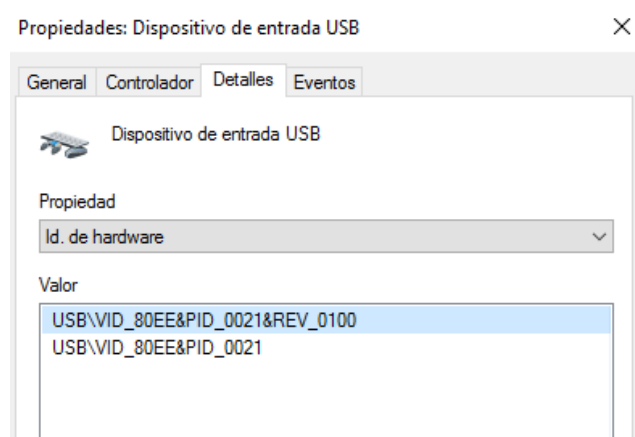 Propiedades: Dispositivo de entrada USB
General Controlador Detalles Eventos
Dispositivo de entrada USB
Propiedad
Id. de hardware
Valor
USB\VID_80EE&PID_0021&REV_0100
USB\VID_80EE&PID_0021